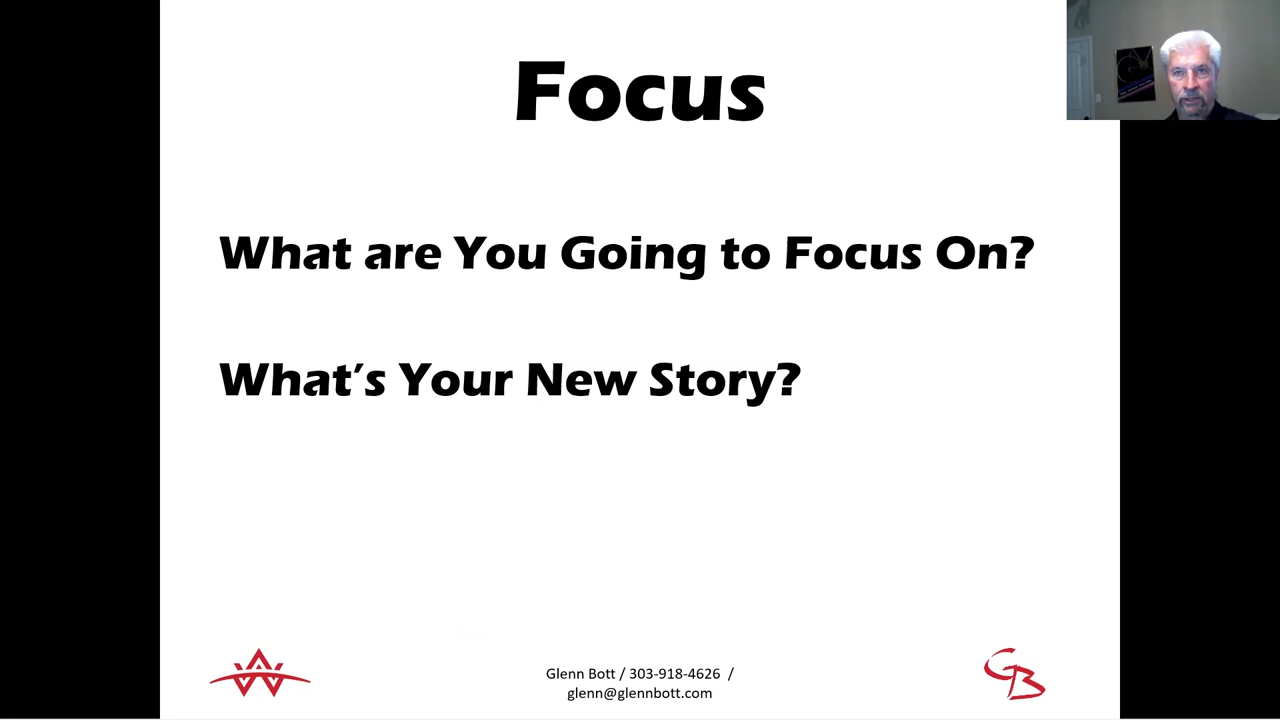 Focus
What are You Going to Focus On?
What's Your New Story?
Glenn Bott / 303-918-4626 /
glenn@glennbott.com
GB